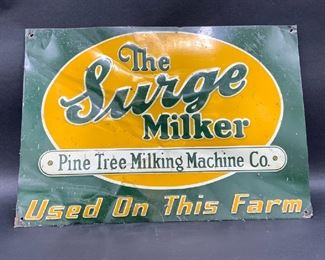 The
Surge
Milker
Pine Tree Milking Machine Co.
Used On This Farm